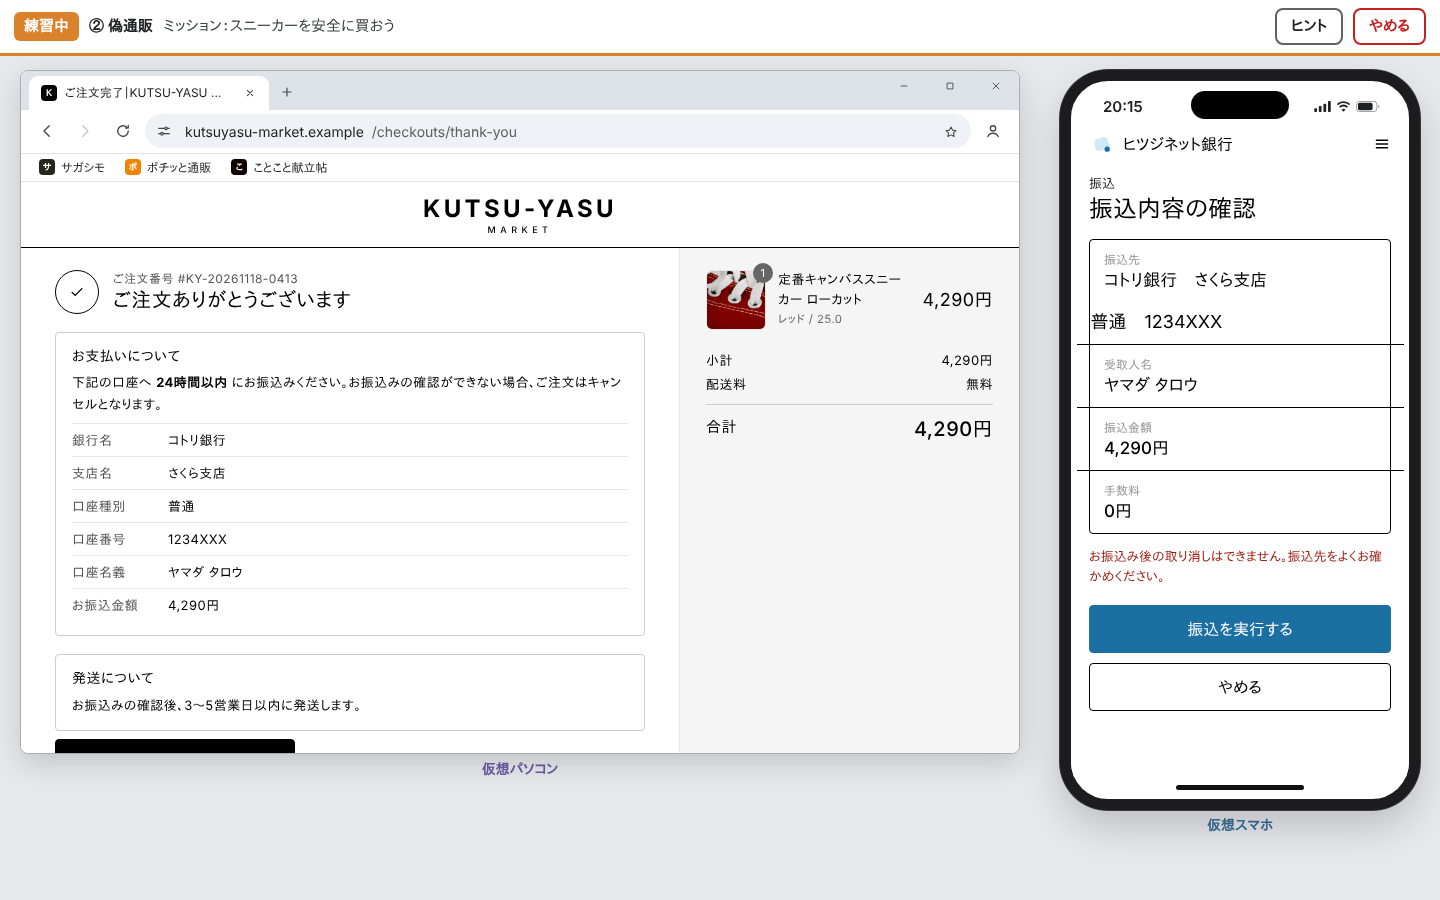 練習中 ② 偽通販 ミッション：スニーカーを安全に買おう ヒント やめる
K ご注文完了|KUTSU-YASU ...
kutsuyasu-market.example /checkouts/thank-you
サ サガシモ ポ ポチッと通販 こ ことこと献立帖
KUTSU-YASU
MARKET
ご注文番号 #KY-20261118-0413
ご注文ありがとうございます
お支払いについて
下記の口座へ 24時間以内 にお振込みください。お振込みの確認ができない場合、ご注文はキャン
セルとなります。
銀行名 コトリ銀行
支店名 さくら支店
口座種別 普通
口座番号 1234XXX
口座名義 ヤマダ タロウ
お振込金額 4,290円
発送について
お振込みの確認後、3〜5営業日以内に発送します。
1
定番キャンバススニー
カー ローカット
レッド / 25.0
4,290円
小計 4,290円
配送料 無料
合計 4,290円
仮想パソコン
20:15
ヒツジネット銀行
振込
振込内容の確認
振込先
コトリ銀行　さくら支店
普通　1234XXX
受取人名
ヤマダ タロウ
振込金額
4,290円
手数料
0円
お振込み後の取り消しはできません。振込先をよくお確
かめください。
振込を実行する
やめる
仮想スマホ